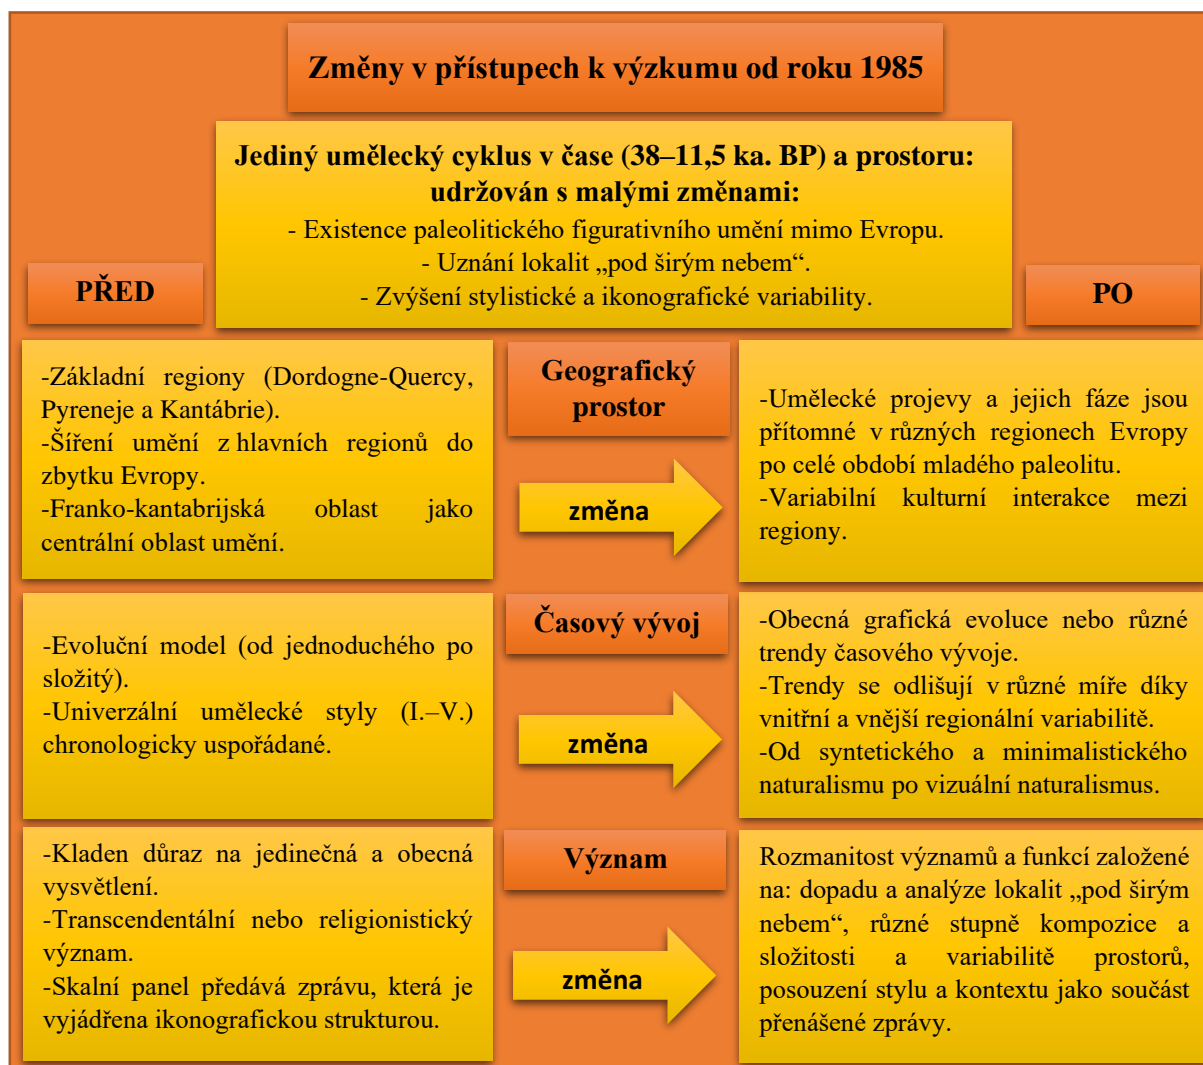 Změny v přístupech k výzkumu od roku 1985
Jediný umělecký cyklus v čase (38–11,5 ka. BP) a prostoru:
udržován s malými změnami:
- Existence paleolitického figurativního umění mimo Evropu.
- Uznání lokalit „pod širým nebem“.
- Zvýšení stylistické a ikonografické variability.
PŘED
PO
-Základní regiony (Dordogne-Quercy,
Pyreneje a Kantábrie).
-Šíření umění z hlavních regionů do
zbytku Evropy.
-Franko-kantabrijská oblast jako
centrální oblast umění.
Geografický
prostor
změna
-Umělecké projevy a jejich fáze jsou
přítomné v různých regionech Evropy
po celé období mladého paleolitu.
-Variabilní kulturní interakce mezi
regiony.
-Evoluční model (od jednoduchého po
složitý).
-Univerzální umělecké styly (I.–V.)
chronologicky uspořádané.
Časový vývoj
změna
-Obecná grafická evoluce nebo různé
trendy časového vývoje.
-Trendy se odlišují v různé míře díky
vnitřní a vnější regionální variabilitě.
-Od syntetického a minimalistického
naturalismu po vizuální naturalismus.
-Kladen důraz na jedinečná a obecná
vysvětlení.
-Transcendentální nebo religionistický
význam.
-Skalní panel předává zprávu, která je
vyjádřena ikonografickou strukturou.
Význam
změna
Rozmanitost významů a funkcí založené
na: dopadu a analýze lokalit „pod širým
nebem“, různé stupně kompozice a
složitosti a variabilitě prostorů,
posouzení stylu a kontextu jako součást
přenášené zprávy.